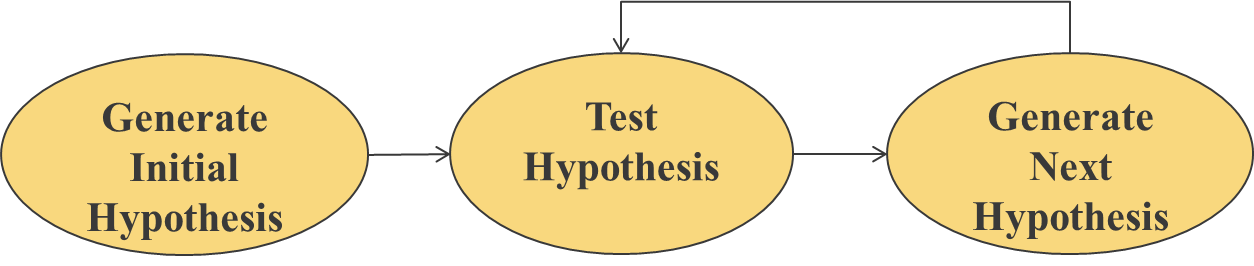 Generate
Initial
Hypothesis
Test
Hypothesis
Generate
Next
Hypothesis